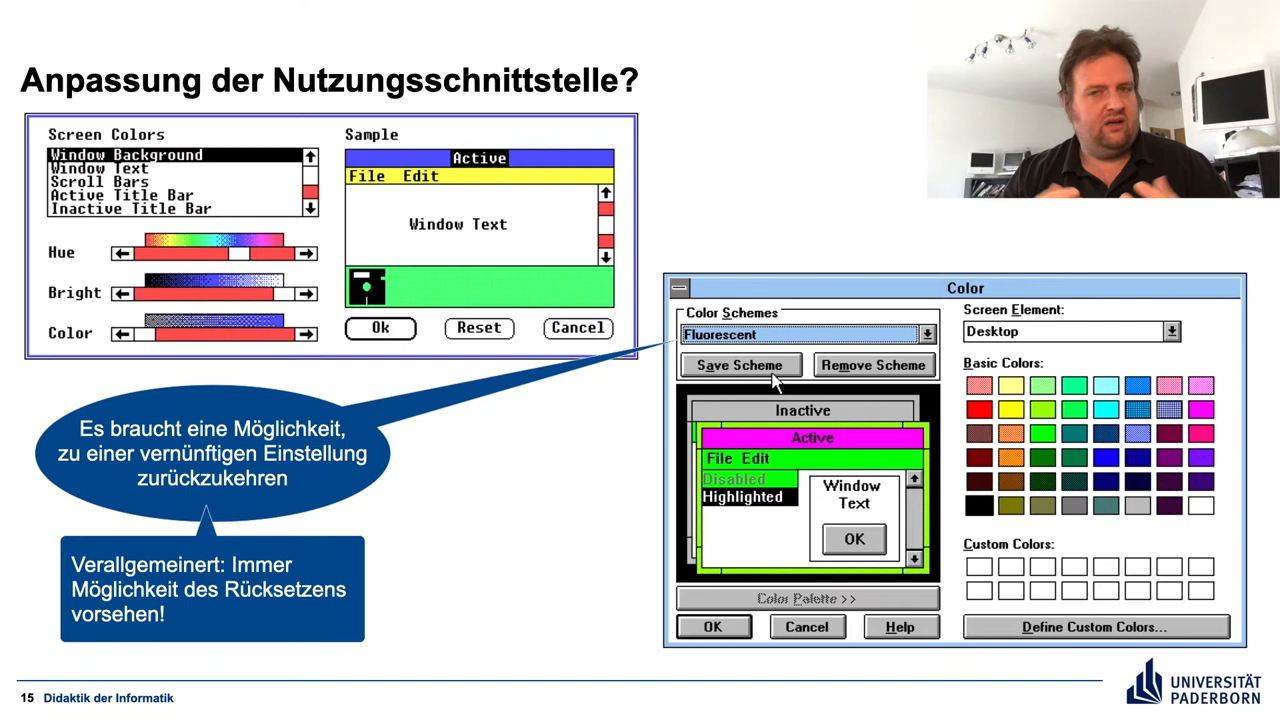 Anpassung der Nutzungsschnittstelle?
Screen Colors
Window Background
Window Text
Scroll Bars
Active Title Bar
Inactive Title Bar
Hue
Bright
Color
Sample
Active
File Edit
Window Text
Ok
Reset
Cancel
Es braucht eine Möglichkeit,
zu einer vernünftigen Einstellung
zurückzukehren
Verallgemeinert: Immer
Möglichkeit des Rücksetzens
vorsehen!
Color
Color Schemes
Fluorescent
Save Scheme
Remove Scheme
Inactive
Active
File Edit
Disabled
Highlighted
Window
Text
OK
Color Palette >>
OK
Cancel
Help
Screen Element:
Desktop
Basic Colors:
Custom Colors:
Define Custom Colors...
15 Didaktik der Informatik
UNIVERSITÄT
PADERBORN